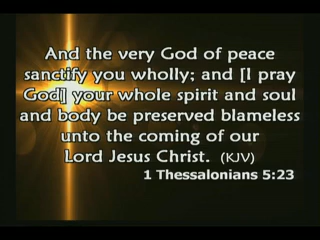 And the very God of peace
sanctify you wholly; and [I pray
God] your whole spirit and soul
and body be preserved blameless
unto the coming of our
Lord Jesus Christ. (KJV)
1 Thessalonians 5:23